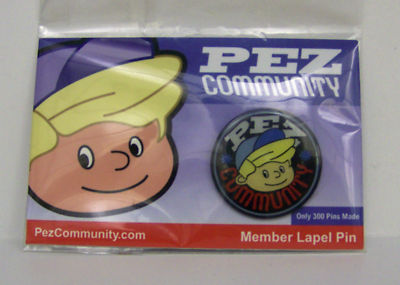 PEZ
COMMUNITY
PEZ
COMMUNITY
Only 300 Pins Made
PezCommunity.com
Member Lapel Pin